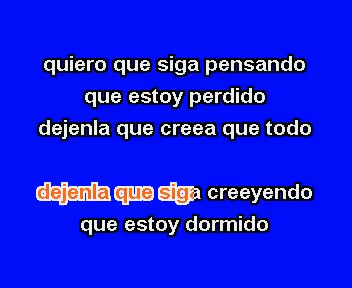 quiero que siga pensando
que estoy perdido
dejenla que creea que todo
dejenla que siga creeyendo
que estoy dormido